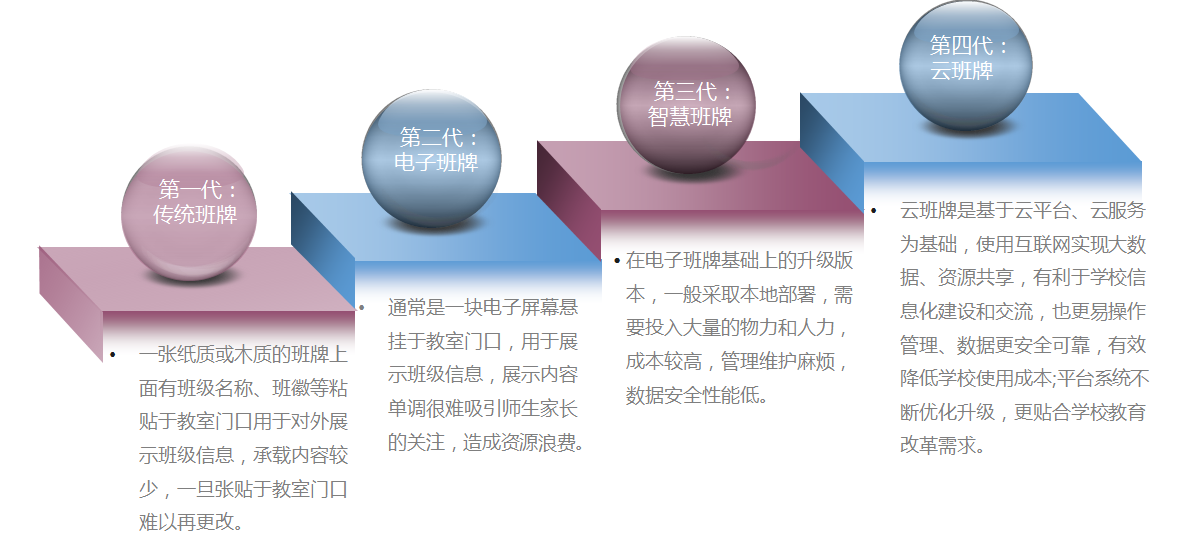 第一代：
传统班牌
• 一张纸质或木质的班牌上
面有班级名称、班徽等粘
贴于教室门口用于对外展
示班级信息，承载内容较
少，一旦张贴于教室门口
难以再更改。
第二代：
电子班牌
• 通常是一块电子屏幕悬
挂于教室门口，用于展
示班级信息，展示内容
单调很难吸引师生家长
的关注，造成资源浪费。
第三代：
智慧班牌
• 在电子班牌基础上的升级版
本，一般采取本地部署，需
要投入大量的物力和人力，
成本较高，管理维护麻烦，
数据安全性能低。
第四代：
云班牌
• 云班牌是基于云平台、云服务
为基础，使用互联网实现大数
据、资源共享，有利于学校信
息化建设和交流，也更易操作
管理、数据更安全可靠，有效
降低学校使用成本;平台系统不
断优化升级，更贴合学校教育
改革需求。